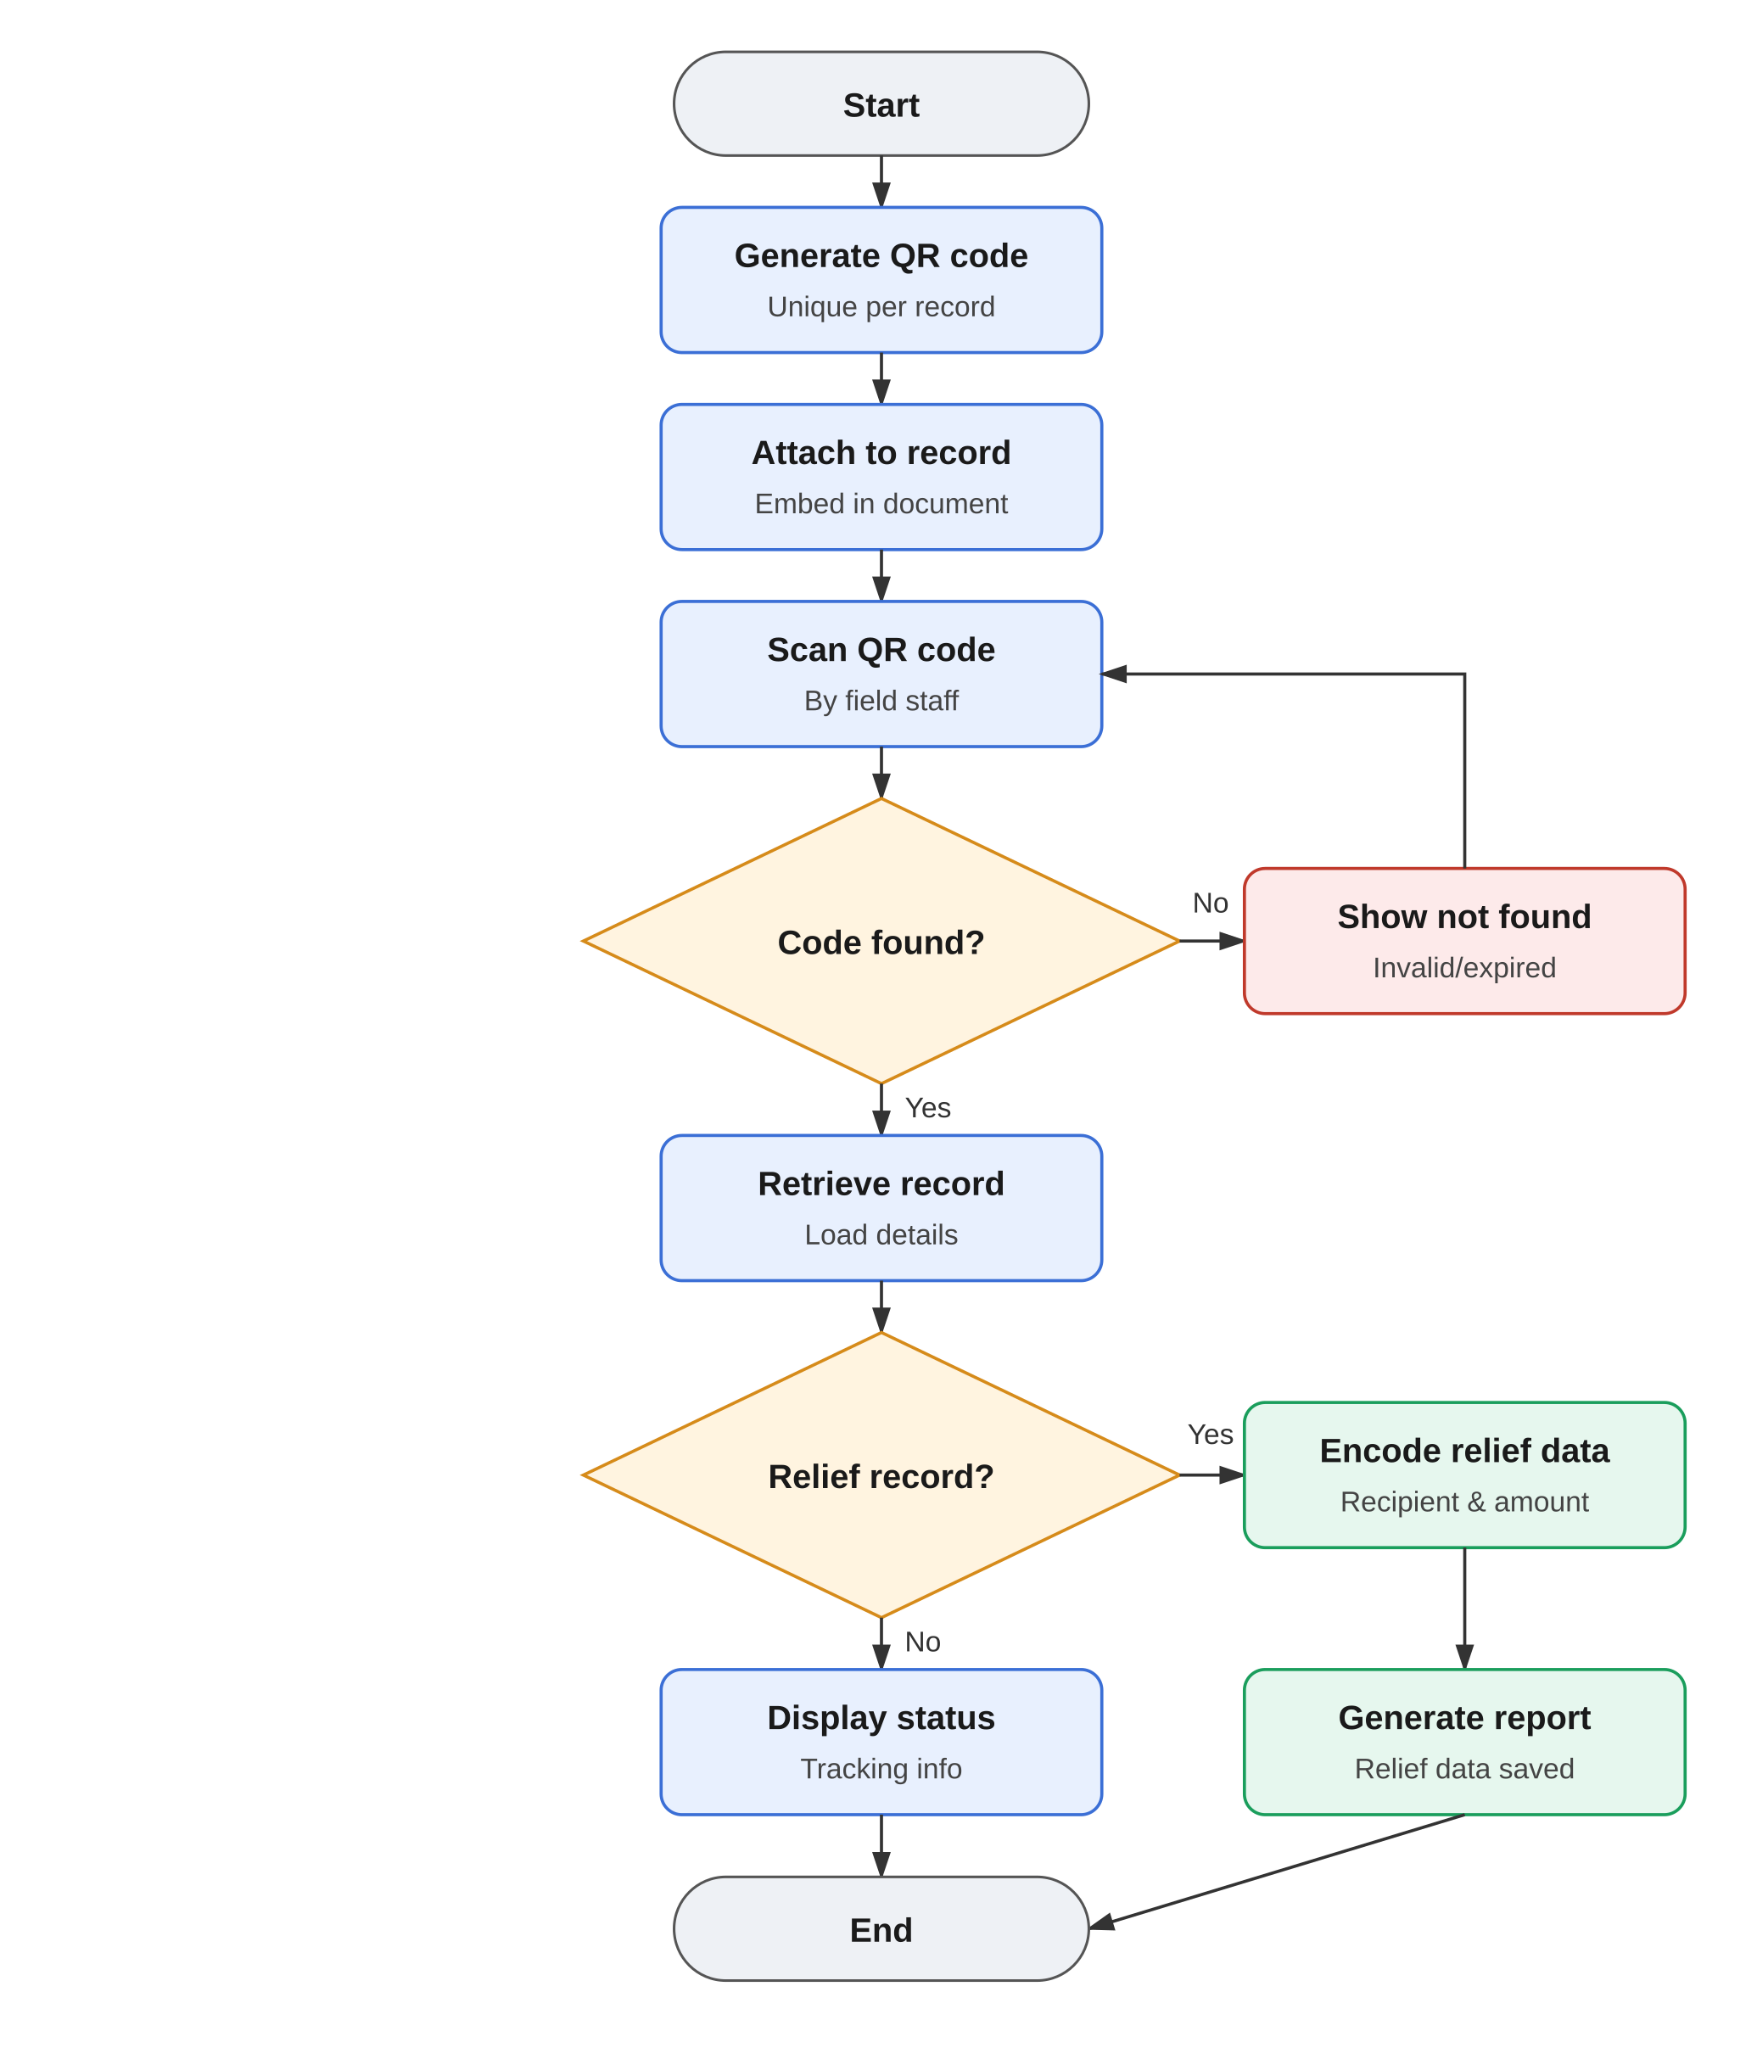 Start
Generate QR code
Unique per record
Attach to record
Embed in document
Scan QR code
By field staff
Code found?
No
Show not found
Invalid/expired
Yes
Retrieve record
Load details
Relief record?
Yes
Encode relief data
Recipient & amount
No
Display status
Tracking info
Generate report
Relief data saved
End